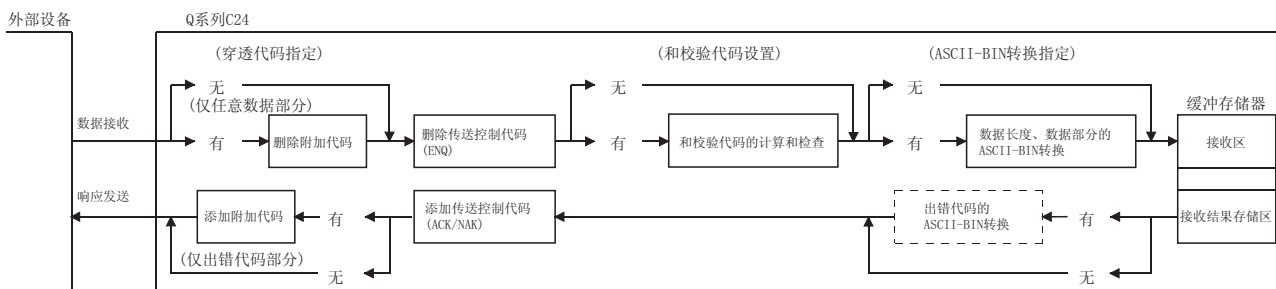 外部设备
Q系列C24
(穿透代码指定)
(和校验代码设置)
(ASCII-BIN转换指定)
无
无
无
(仅任意数据部分)
缓冲存储器
数据接收
有
删除附加代码
删除传送控制代码
(ENQ)
有
和校验代码的计算和检查
有
数据长度、数据部分的
ASCII-BIN转换
接收区
响应发送
添加附加代码
有
添加传送控制代码
(ACK/NAK)
出错代码的
ASCII-BIN转换
有
接收结果存储区
(仅出错代码部分)
无
无